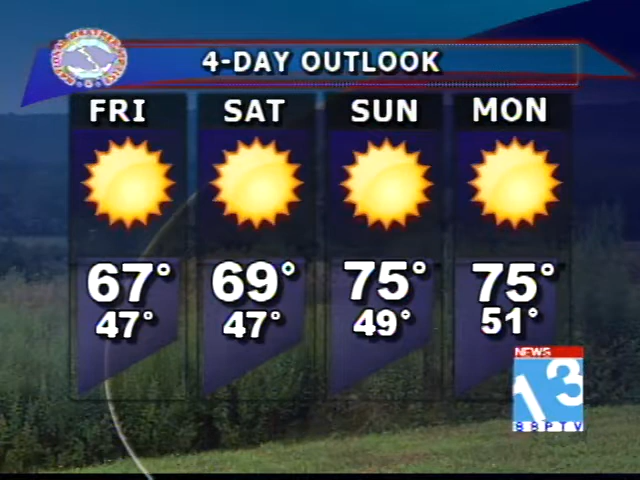 4-DAY OUTLOOK
FRI SAT SUN MON
67° 69° 75° 75°
47° 47° 49° 51°
NEWS
13